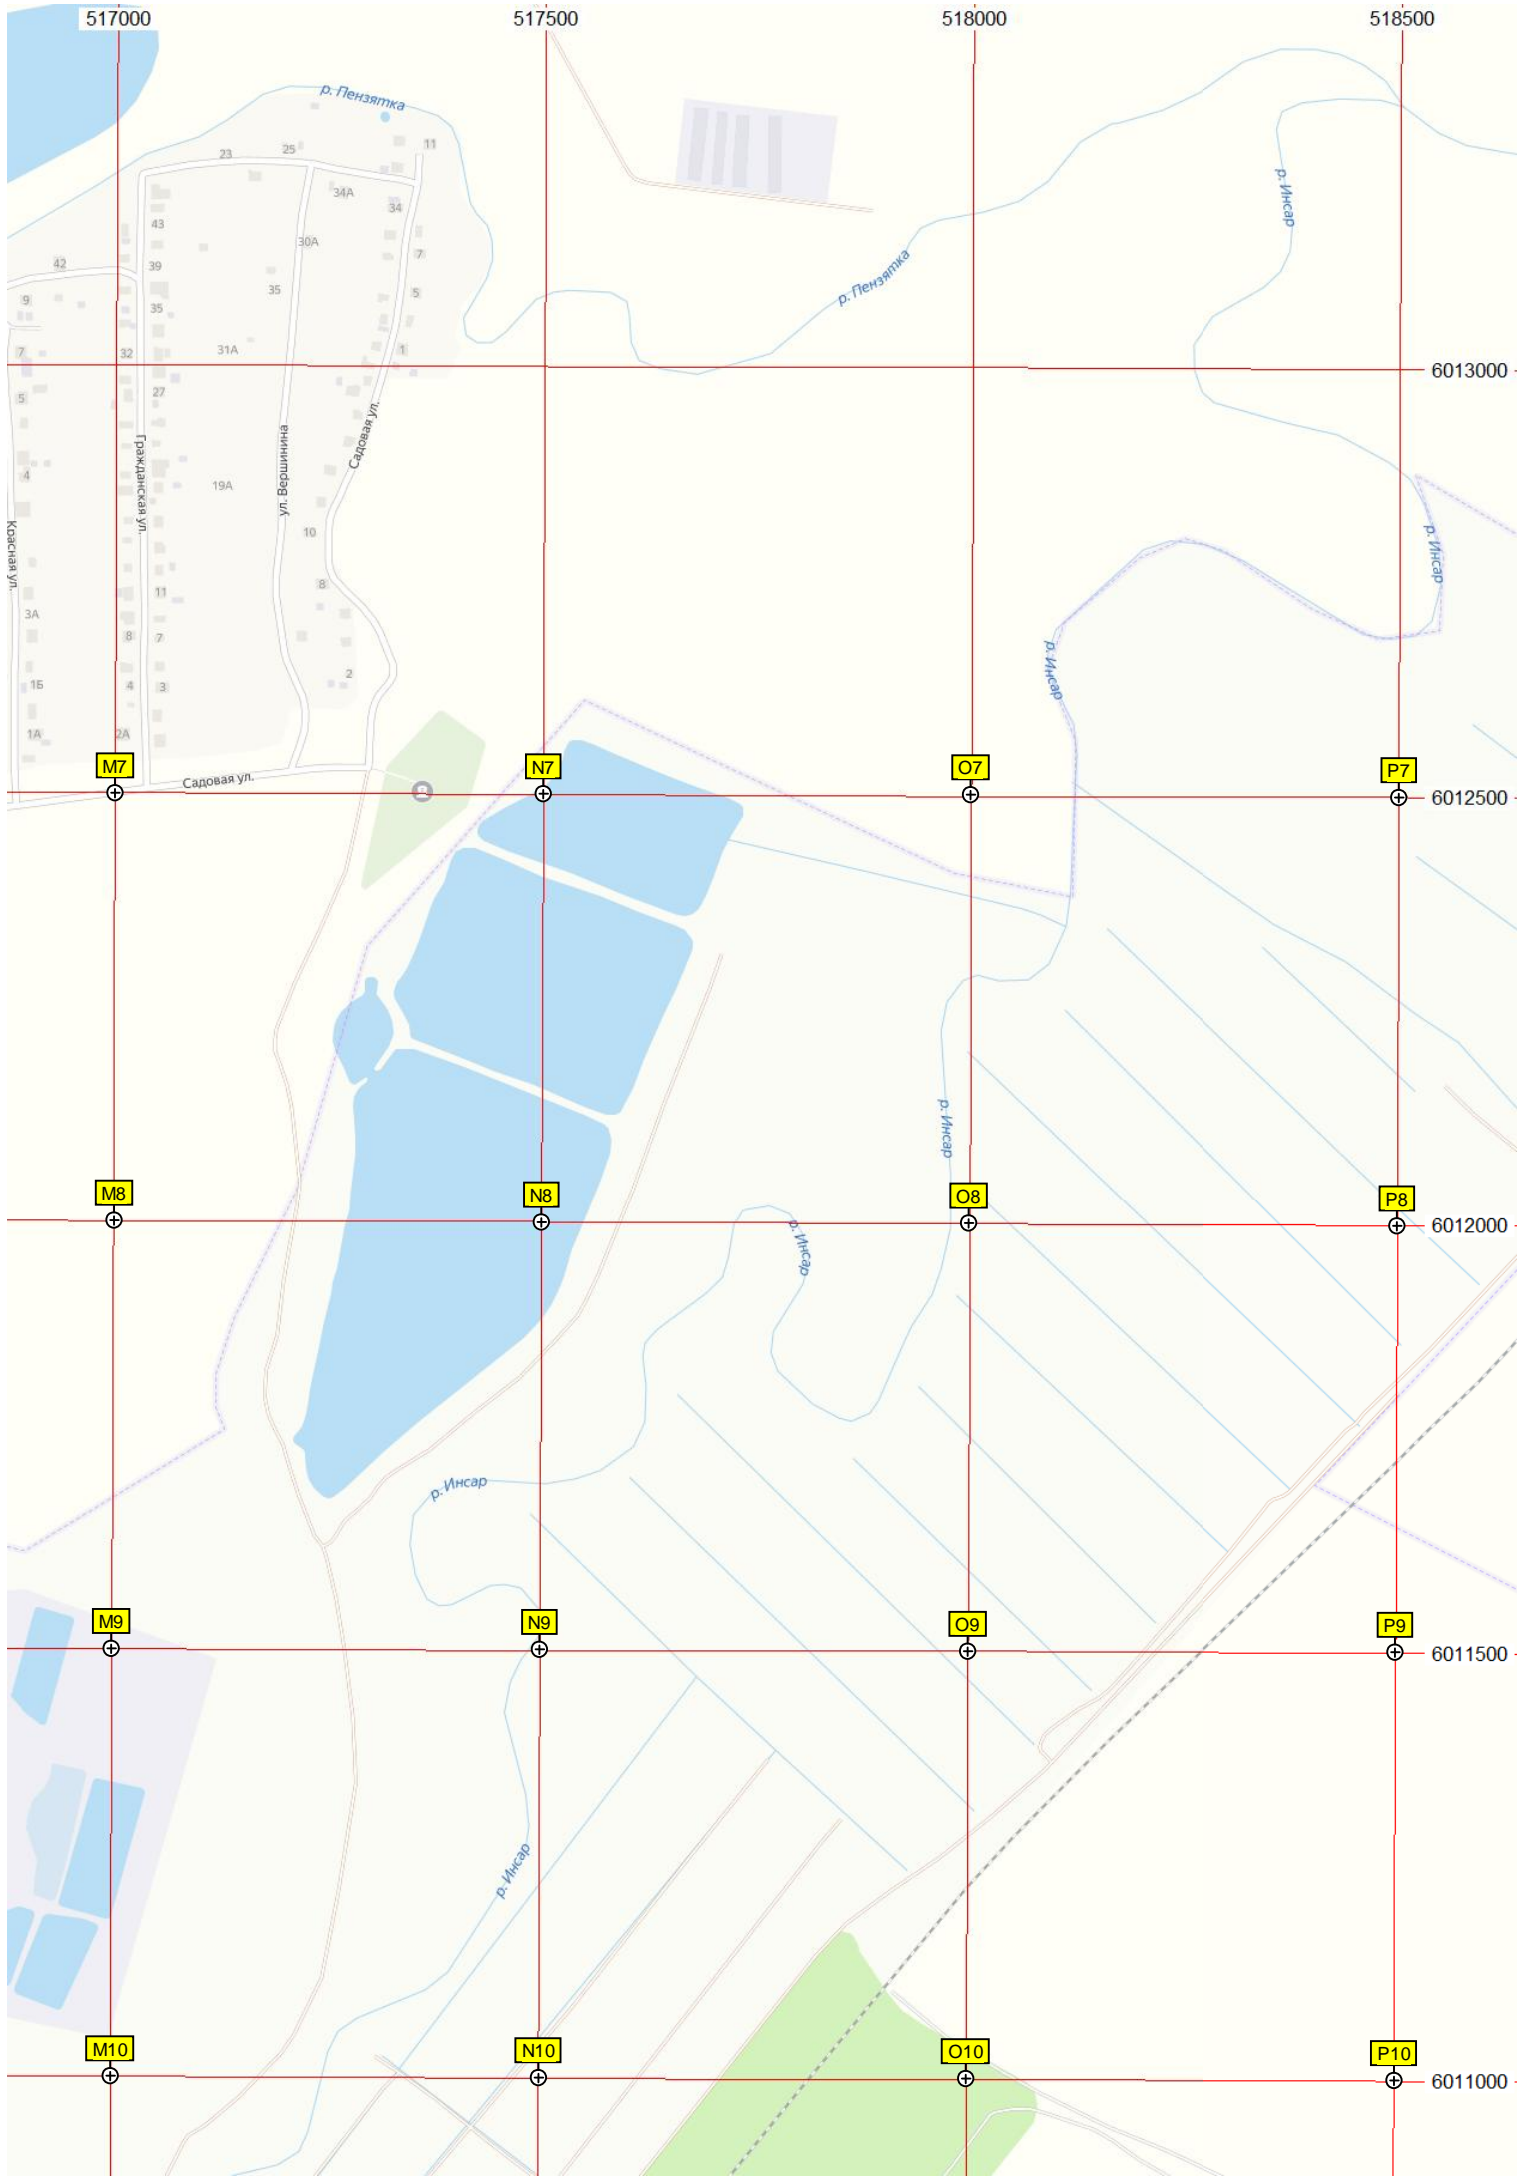 517000
517500
518000
518500
р. Пензятка
11
25
23
34А
34
43
30А
7
42
39
35
5
9
35
р. Инсар
р. Пензятка
7
32
31А
1
6013000
5
27
Гражданская ул.
ул. Вершинина
Садовая ул.
4
19А
Красная ул.
10
р. Инсар
8
11
3А
8
7
р. Инсар
1Б
4
3
2
1А
2А
M7
N7
O7
P7
Садовая ул.
6012500
р. Инсар
M8
N8
O8
P8
6012000
р. Инсар
р. Инсар
M9
N9
O9
P9
6011500
р. Инсар
M10
N10
O10
P10
6011000